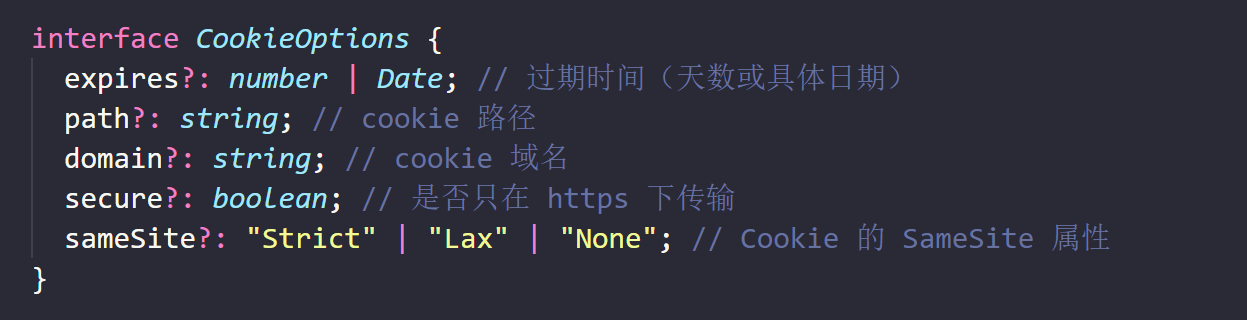 interface CookieOptions {
  expires?: number | Date; // 过期时间（天数或具体日期）
  path?: string; // cookie 路径
  domain?: string; // cookie 域名
  secure?: boolean; // 是否只在 https 下传输
  sameSite?: "Strict" | "Lax" | "None"; // Cookie 的 SameSite 属性
}